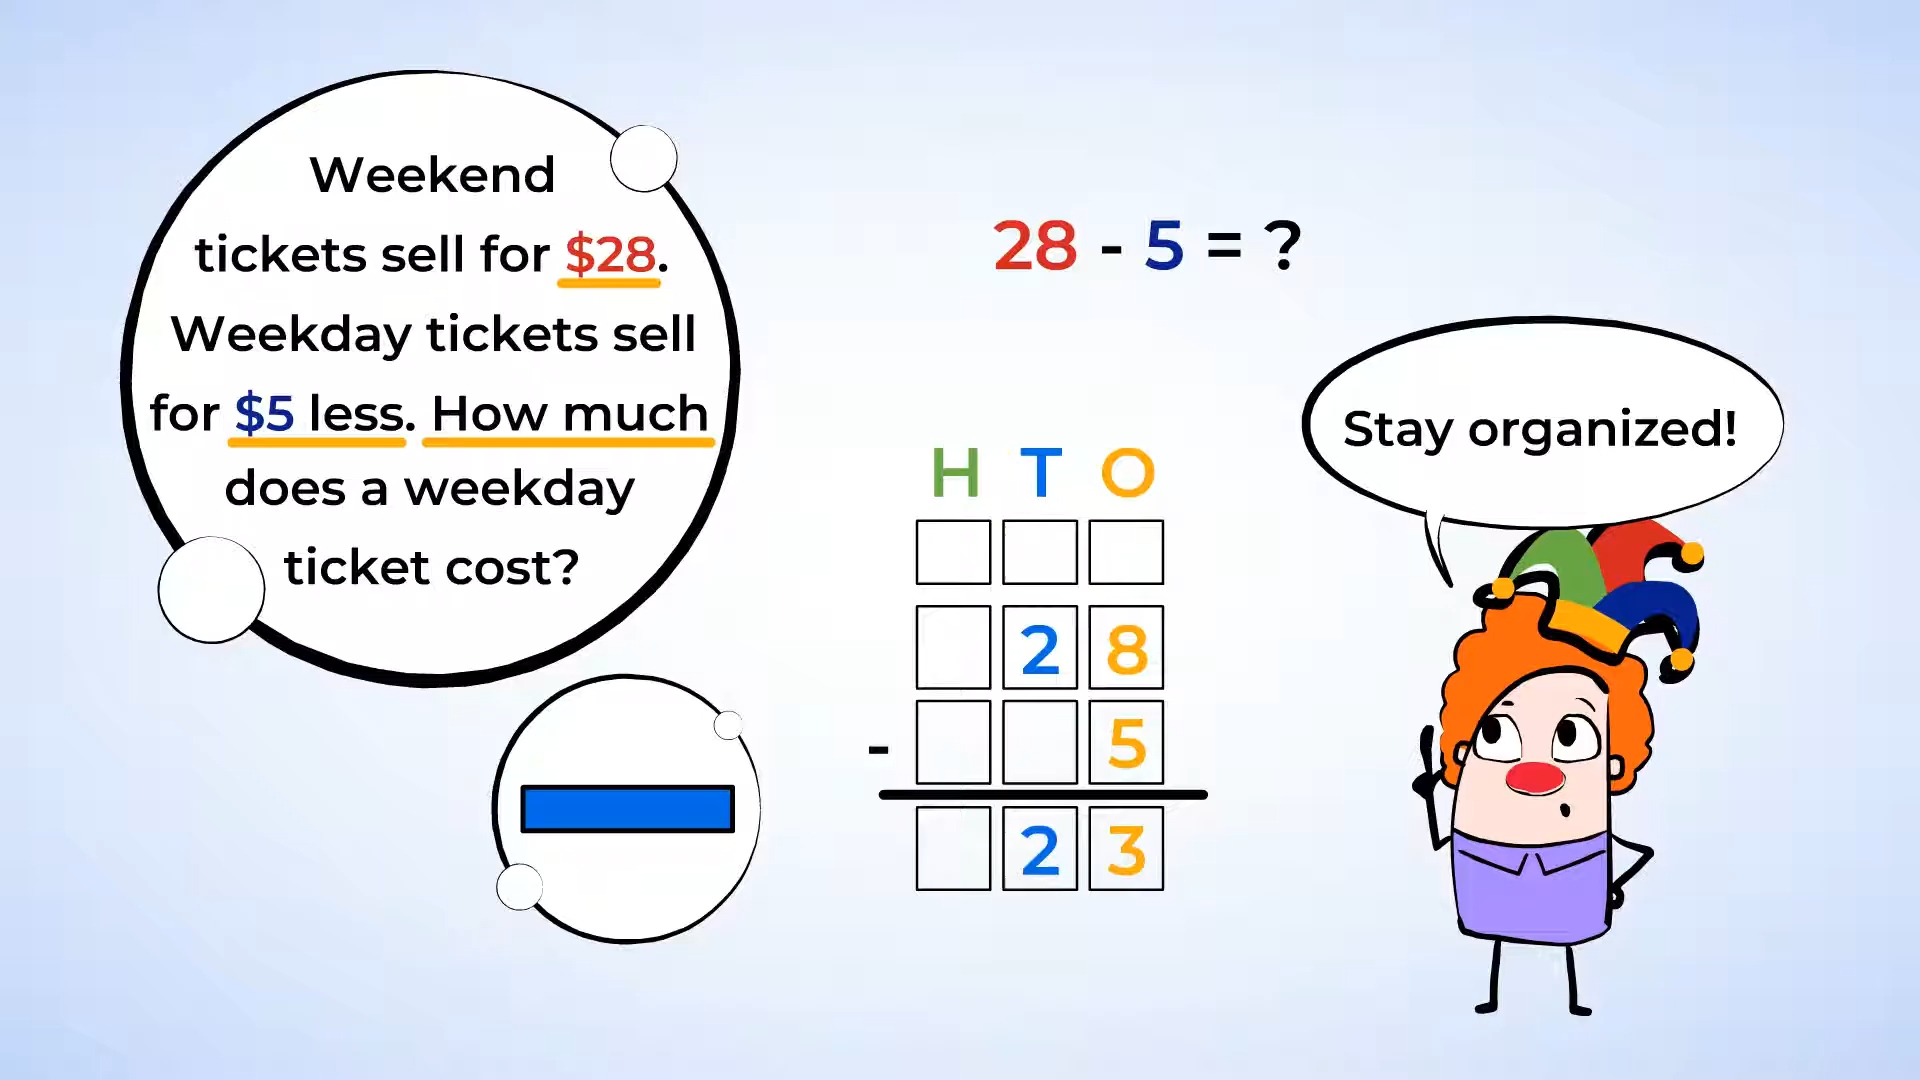 Weekend
tickets sell for $28.
Weekday tickets sell
for $5 less. How much
does a weekday
ticket cost?
28 - 5 = ?
H T O
2 8
- 5
2 3
Stay organized!